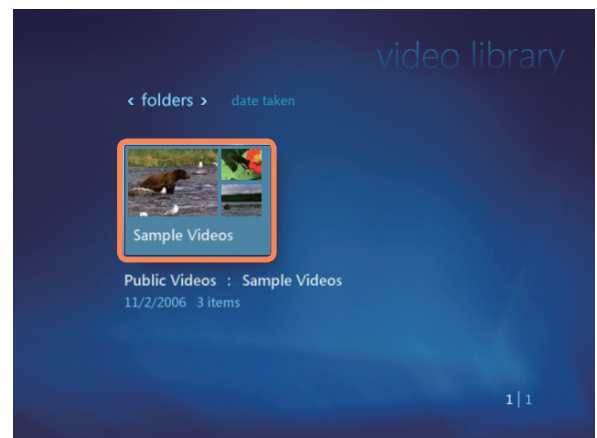 video library
‹ folders › date taken
Sample Videos
Public Videos : Sample Videos
11/2/2006 3 items
1 | 1